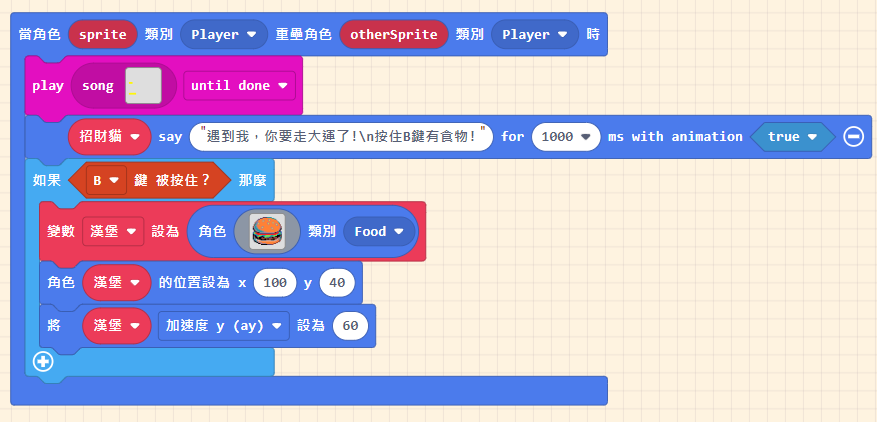 當角色 sprite 類別 Player 重疊角色 otherSprite 類別 Player 時
play song until done
招財貓 say "遇到我，你要走大運了!\n按住B鍵有食物!" for 1000 ms with animation true
如果 B 鍵 被按住？ 那麼
變數 漢堡 設為 角色 類別 Food
角色 漢堡 的位置設為 x 100 y 40
將 漢堡 加速度 y (ay) 設為 60